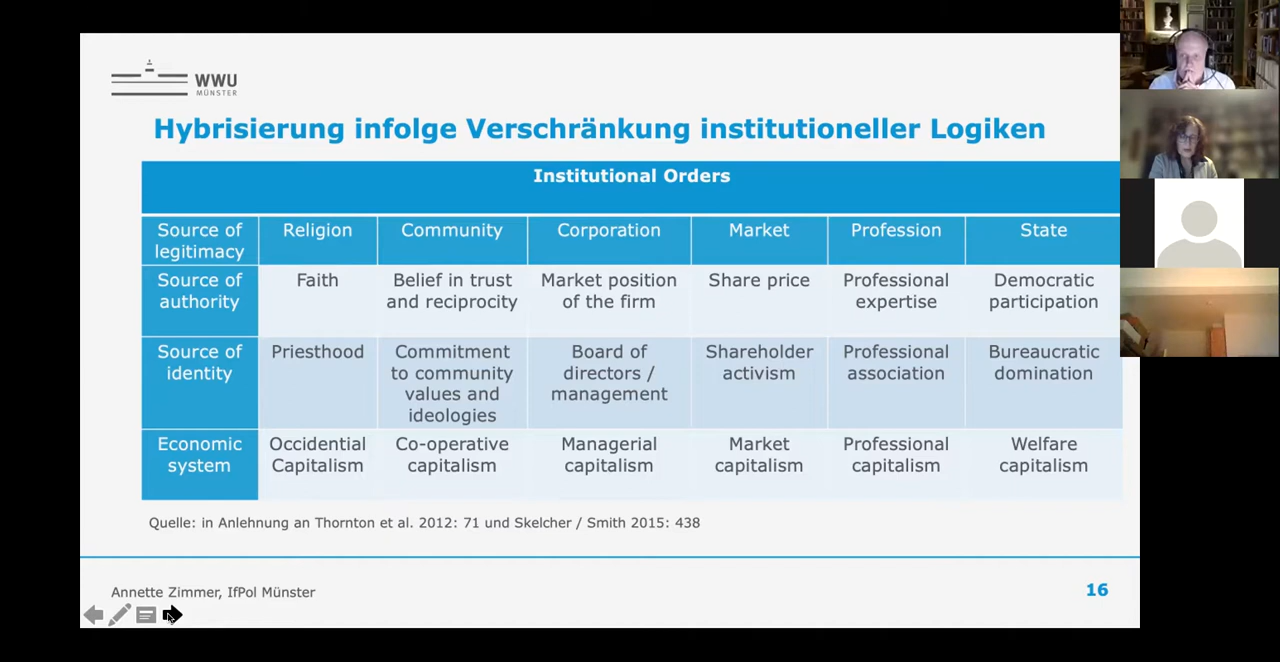 WWU
MÜNSTER
Hybrisierung infolge Verschränkung institutioneller Logiken
Institutional Orders
Source of legitimacy Religion Community Corporation Market Profession State
Source of authority Faith Belief in trust and reciprocity Market position of the firm Share price Professional expertise Democratic participation
Source of identity Priesthood Commitment to community values and ideologies Board of directors / management Shareholder activism Professional association Bureaucratic domination
Economic system Occidental Capitalism Co-operative capitalism Managerial capitalism Market capitalism Professional capitalism Welfare capitalism
Quelle: in Anlehnung an Thornton et al. 2012: 71 und Skelcher / Smith 2015: 438
Annette Zimmer, IfPol Münster
16